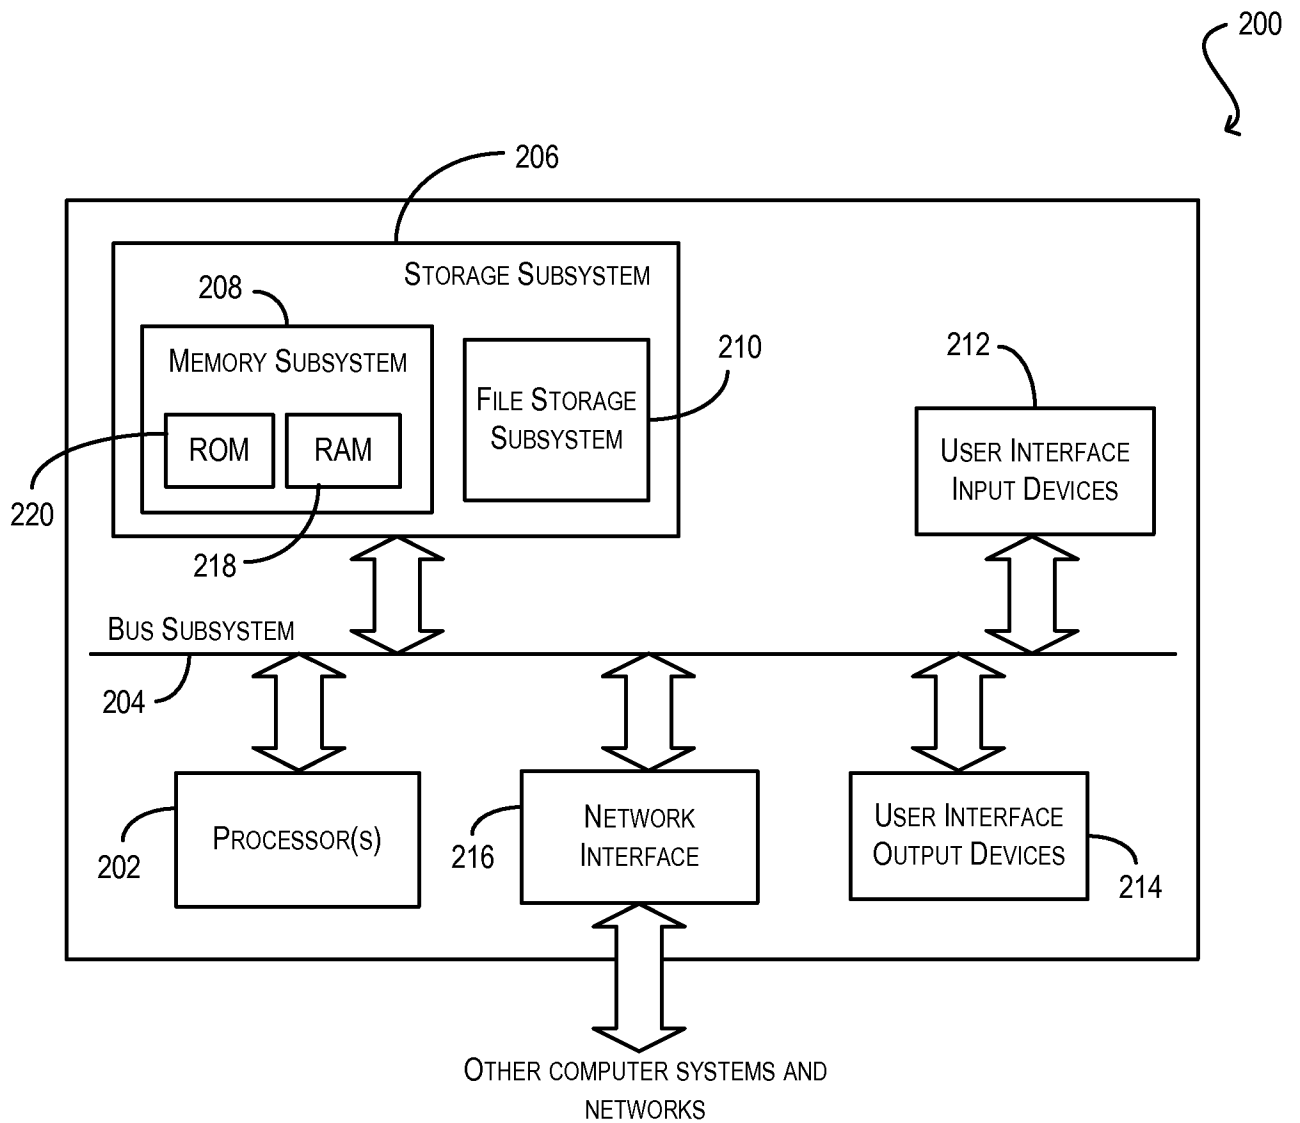 200
206
STORAGE SUBSYSTEM
208
MEMORY SUBSYSTEM
210
212
FILE STORAGE
SUBSYSTEM
ROM
RAM
USER INTERFACE
INPUT DEVICES
220
218
BUS SUBSYSTEM
204
PROCESSOR(S)
202
NETWORK
INTERFACE
216
USER INTERFACE
OUTPUT DEVICES
214
OTHER COMPUTER SYSTEMS AND
NETWORKS